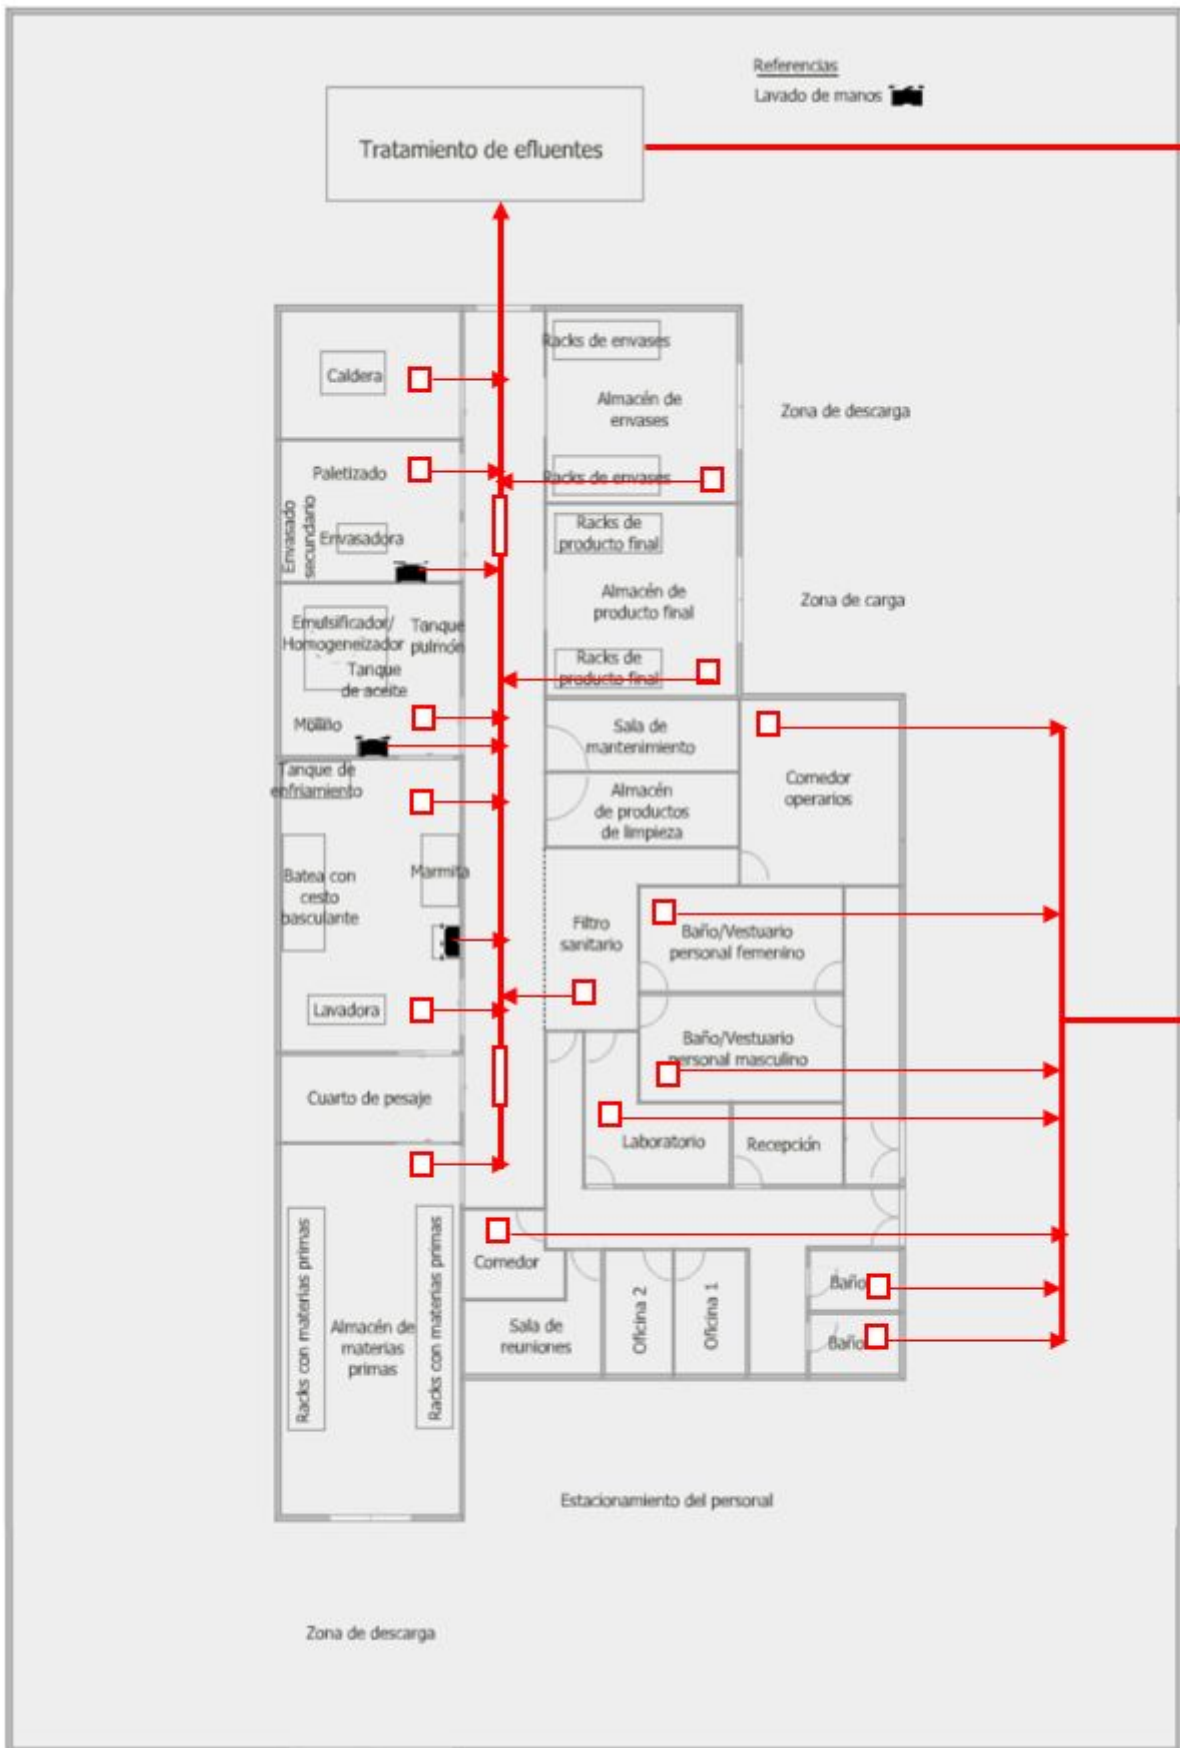 Referencias
Lavado de manos
Tratamiento de efluentes
Caldera
Racks de envases
Almacén de
envases
Zona de descarga
Paletizado
Racks de envases
Envasado
secundario
Envasadora
Racks de
producto final
Almacén de
producto final
Zona de carga
Emulsificador/
Homogeneizador
Tanque
pulmón
Tanque
de aceite
Racks de
producto final
Molino
Sala de
mantenimiento
Tanque de
enfriamiento
Comedor
operarios
Almacén
de productos
de limpieza
Batea con
cesto
basculante
Marmita
Filtro
sanitario
Baño/Vestuario
personal femenino
Lavadora
Baño/Vestuario
personal masculino
Cuarto de pesaje
Laboratorio
Recepción
Racks con materias primas
Racks con materias primas
Almacén de
materias
primas
Comedor
Sala de
reuniones
Oficina 2
Oficina 1
Baño
Baño
Estacionamiento del personal
Zona de descarga